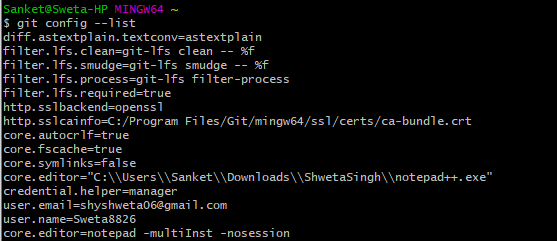 Sanket@Sweta-HP MINGW64 ~
$ git config --list
diff.astextplain.textconv=astextplain
filter.lfs.clean=git-lfs clean -- %f
filter.lfs.smudge=git-lfs smudge -- %f
filter.lfs.process=git-lfs filter-process
filter.lfs.required=true
http.sslbackend=openssl
http.sslcainfo=C:/Program Files/Git/mingw64/ssl/certs/ca-bundle.crt
core.autocrlf=true
core.fscache=true
core.symlinks=false
core.editor="C:\\Users\\Sanket\\Downloads\\ShwetaSingh\\notepad++.exe"
credential.helper=manager
user.email=shyshweta06@gmail.com
user.name=Sweta8826
core.editor=notepad -multiInst -nosession